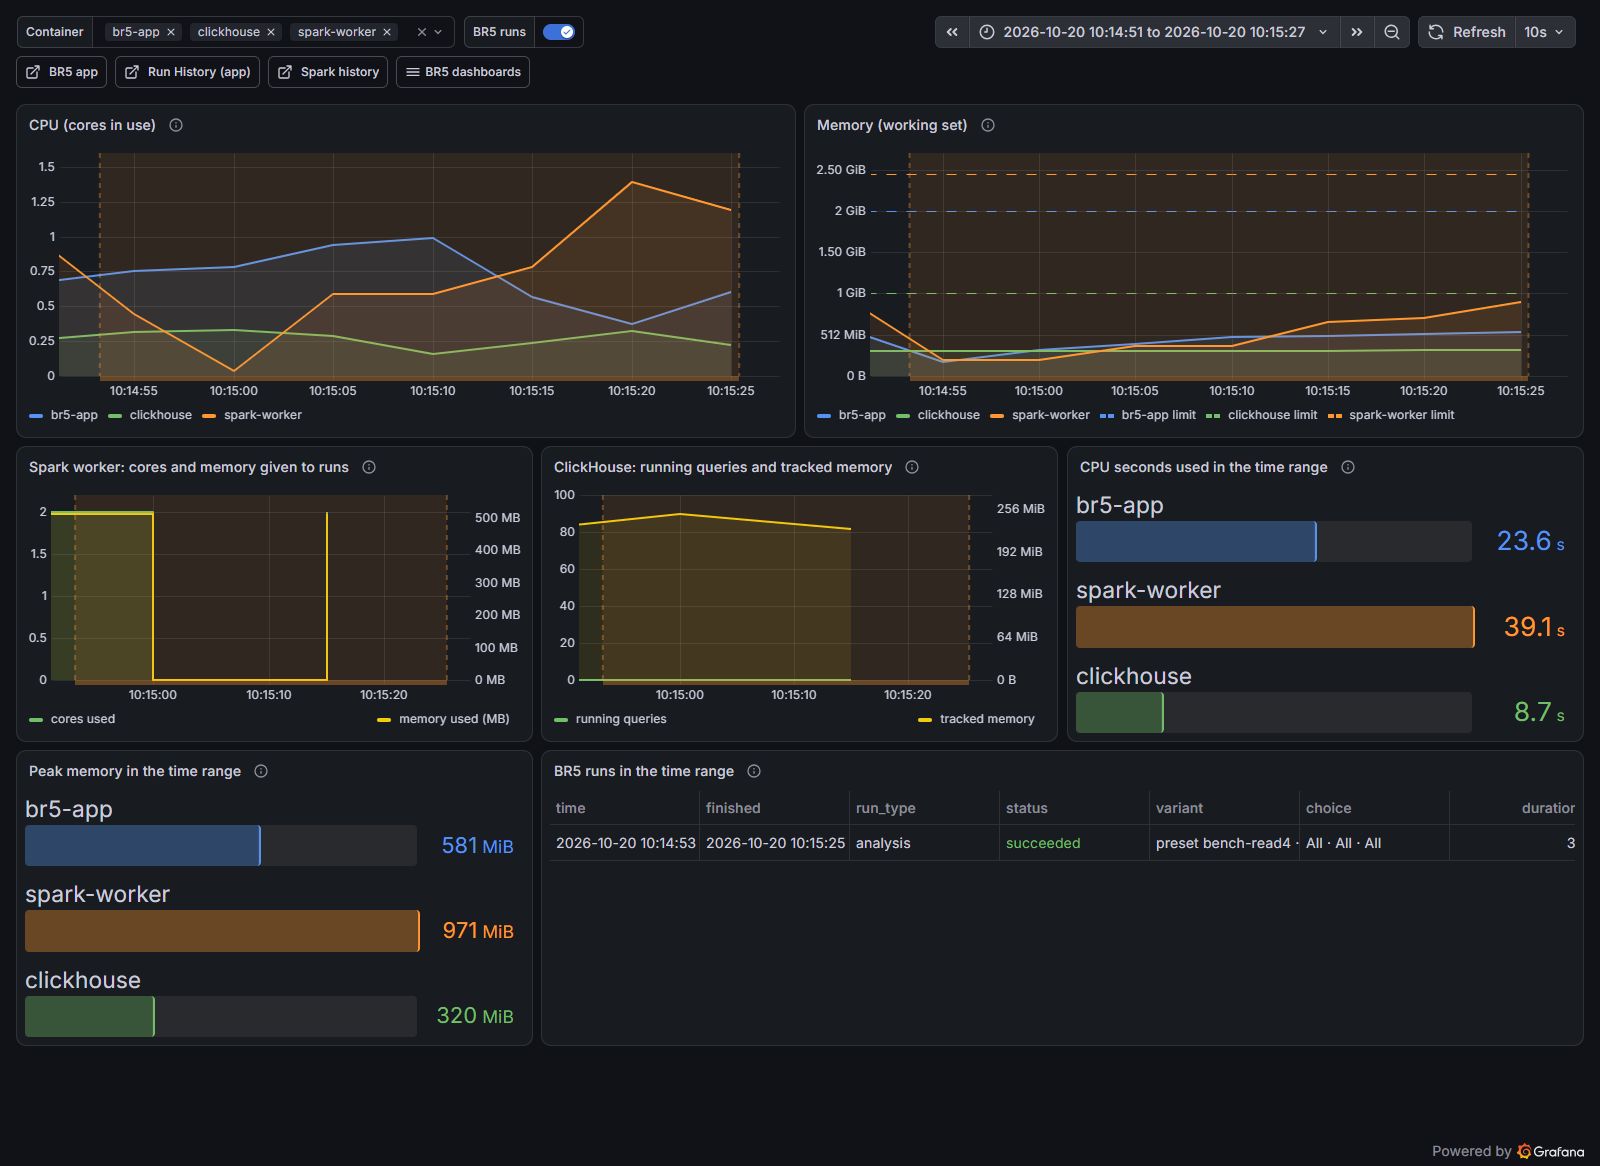 Container br5-app clickhouse spark-worker BR5 runs 2026-10-20 10:14:51 to 2026-10-20 10:15:27 Refresh 10s
BR5 app Run History (app) Spark history BR5 dashboards
CPU (cores in use)
1.5
1.25
1
0.75
0.5
0.25
0
10:14:55 10:15:00 10:15:05 10:15:10 10:15:15 10:15:20 10:15:25
br5-app clickhouse spark-worker
Memory (working set)
2.50 GiB
2 GiB
1.50 GiB
1 GiB
512 MiB
0 B
10:14:55 10:15:00 10:15:05 10:15:10 10:15:15 10:15:20 10:15:25
br5-app clickhouse spark-worker br5-app limit clickhouse limit spark-worker limit
Spark worker: cores and memory given to runs
2
1.5
1
0.5
0
500 MB
400 MB
300 MB
200 MB
100 MB
0 MB
10:15:00 10:15:10 10:15:20
cores used memory used (MB)
ClickHouse: running queries and tracked memory
100
80
60
40
20
0
256 MiB
192 MiB
128 MiB
64 MiB
0 B
10:15:00 10:15:10 10:15:20
running queries tracked memory
CPU seconds used in the time range
br5-app
23.6 s
spark-worker
39.1 s
clickhouse
8.7 s
Peak memory in the time range
br5-app
581 MiB
spark-worker
971 MiB
clickhouse
320 MiB
BR5 runs in the time range
time finished run_type status variant choice duration
2026-10-20 10:14:53 2026-10-20 10:15:25 analysis succeeded preset bench-read4 · All · All · All 3
Powered by Grafana